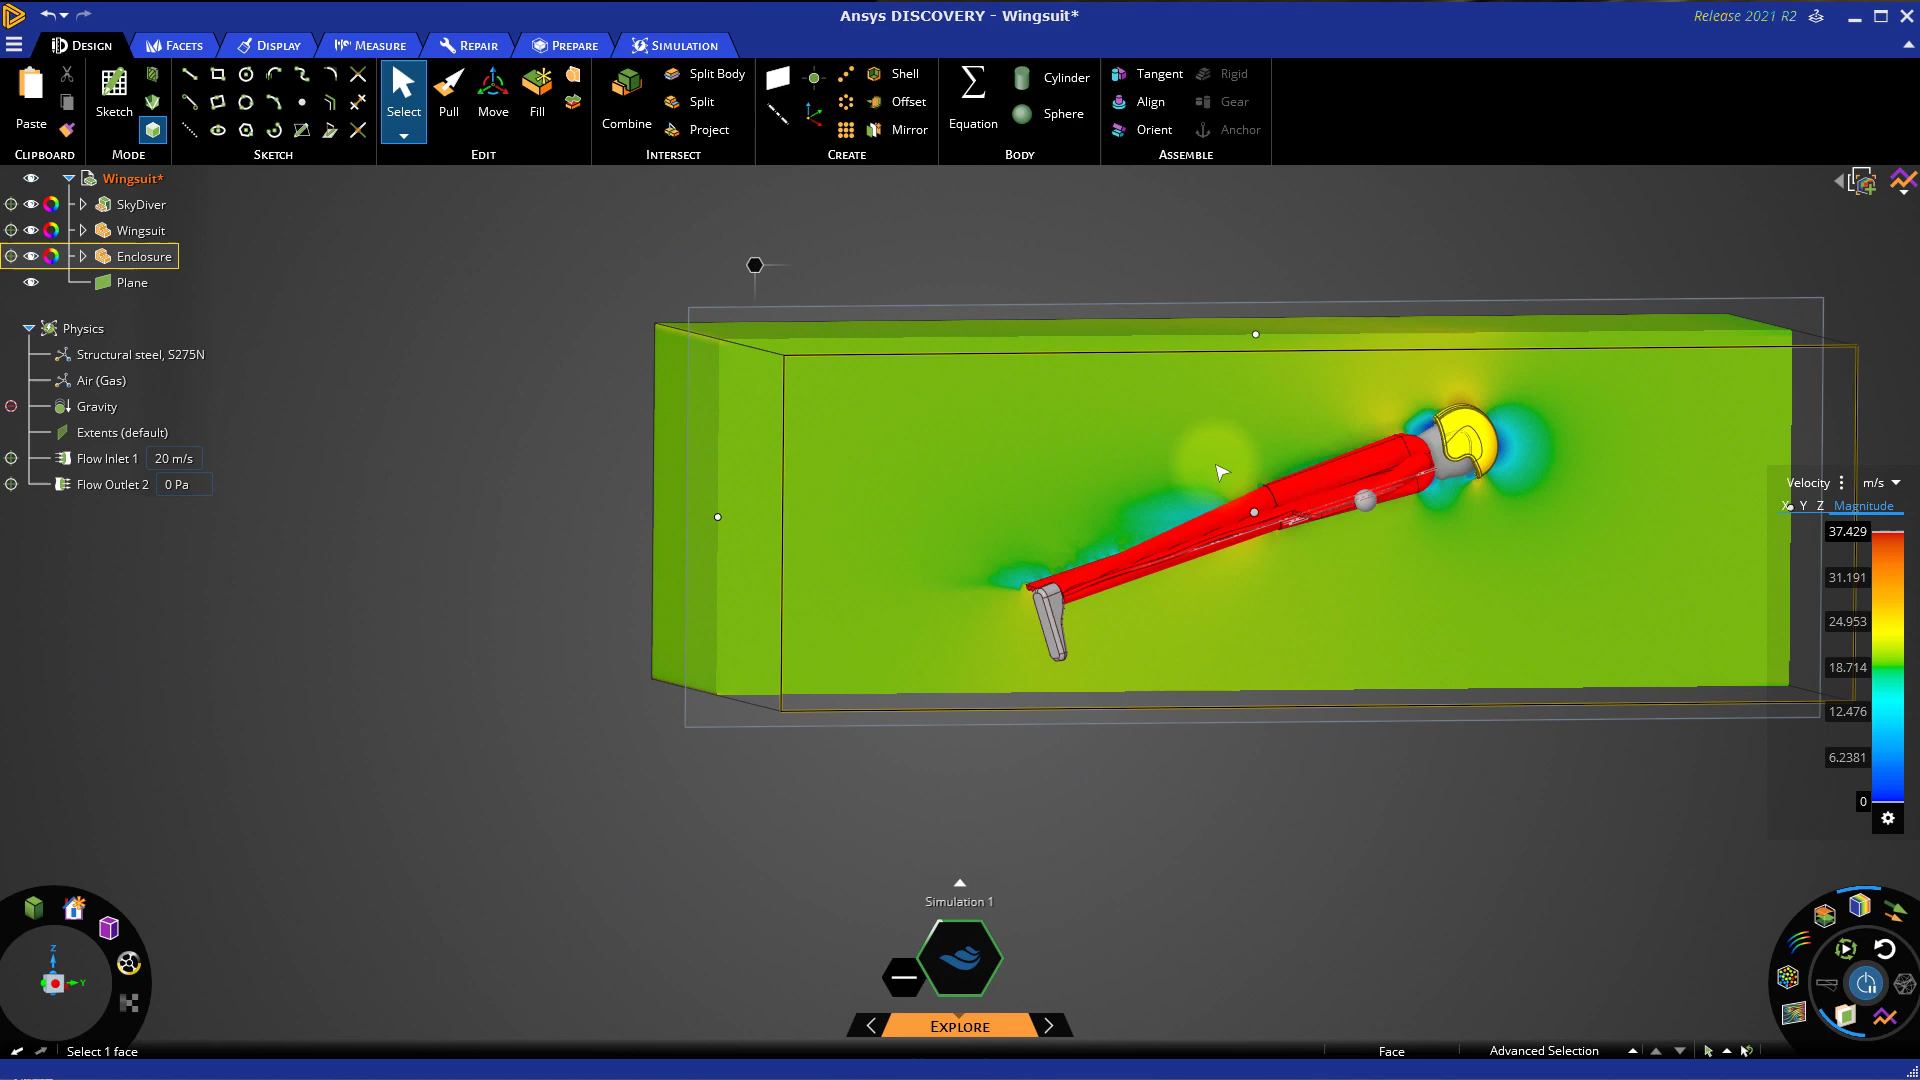 Ansys DISCOVERY - Wingsuit*
Release 2021 R2
DESIGN FACETS DISPLAY MEASURE REPAIR PREPARE SIMULATION
Paste
CLIPBOARD
Sketch
MODE
SKETCH
Select Pull Move Fill
EDIT
Combine
Split Body
Split
Project
INTERSECT
Shell
Offset
Mirror
CREATE
Equation
Cylinder
Sphere
BODY
Tangent Rigid
Align Gear
Orient Anchor
ASSEMBLE
Wingsuit*
SkyDiver
Wingsuit
Enclosure
Plane
Physics
Structural steel, S275N
Air (Gas)
Gravity
Extents (default)
Flow Inlet 1 20 m/s
Flow Outlet 2 0 Pa
Velocity m/s
X Y Z Magnitude
37.429
31.191
24.953
18.714
12.476
6.2381
0
Z
Y
Simulation 1
EXPLORE
Select 1 face
Face
Advanced Selection